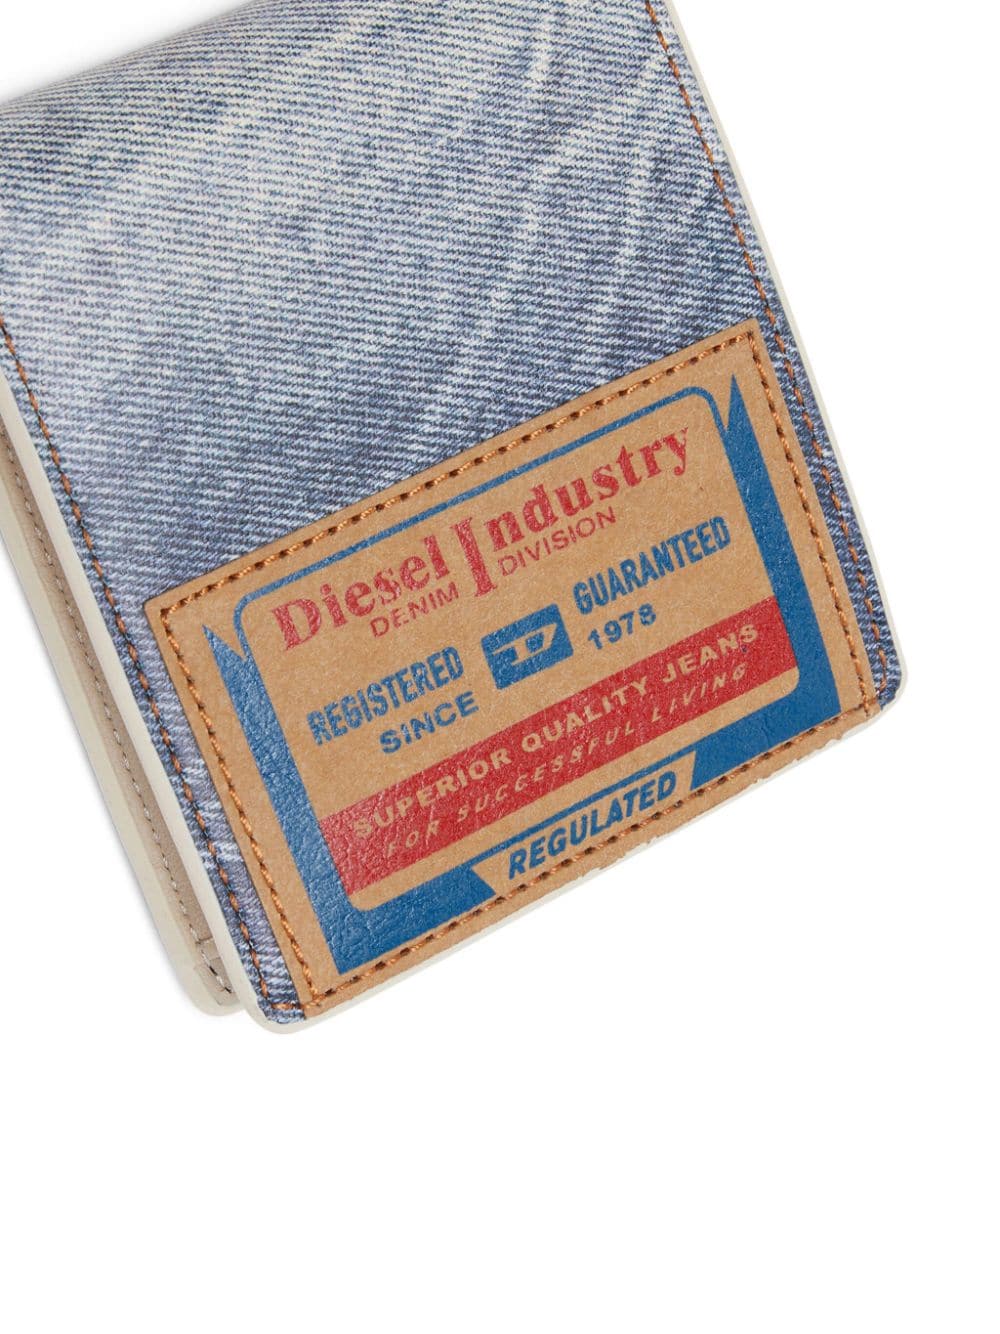 Diesel Industry
DENIM DIVISION
REGISTERED D GUARANTEED
SINCE 1978
SUPERIOR QUALITY JEANS
FOR SUCCESSFUL LIVING
REGULATED